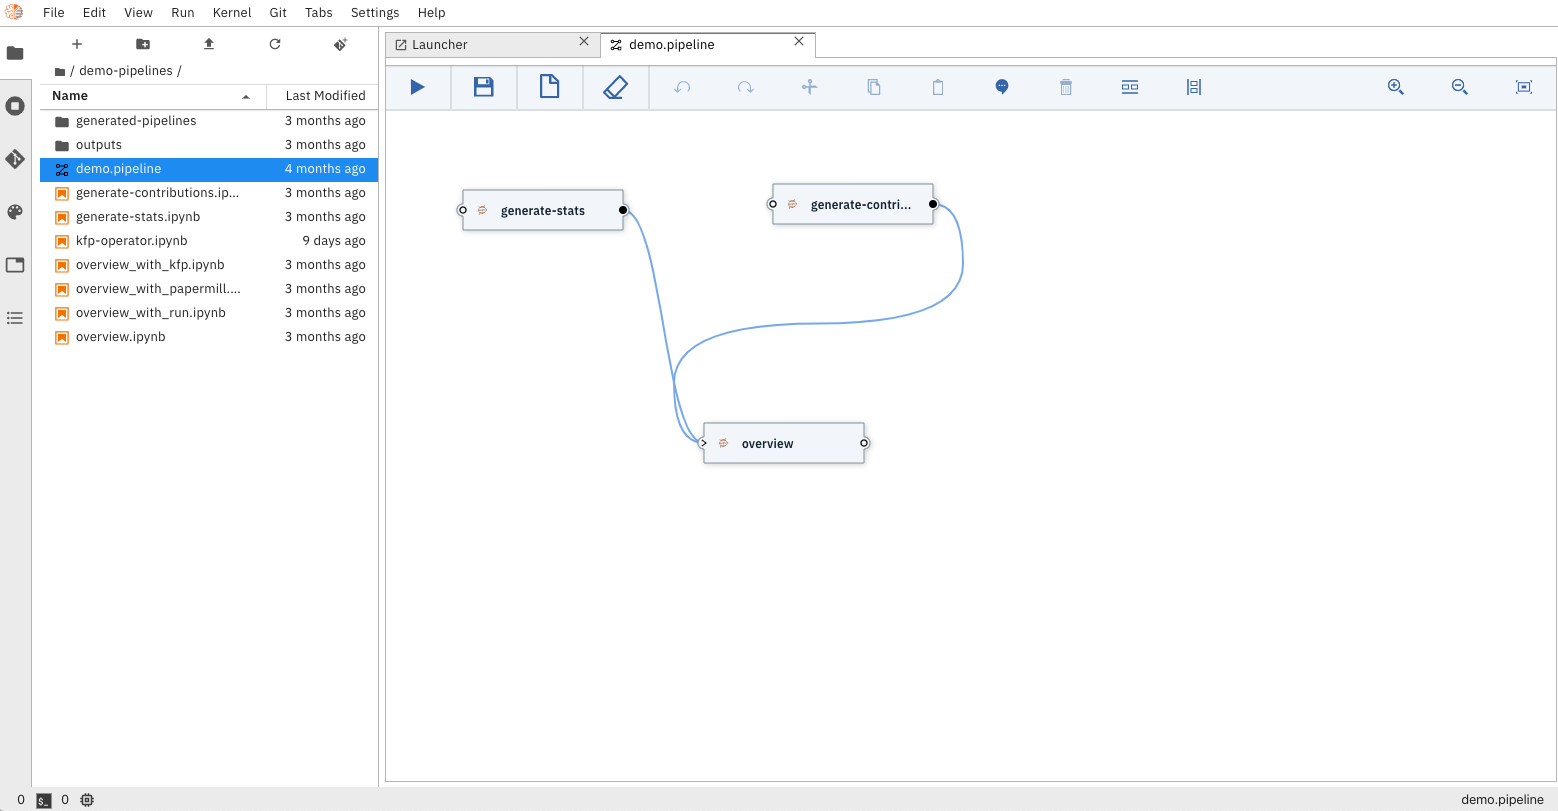 File Edit View Run Kernel Git Tabs Settings Help
Launcher
demo.pipeline
/ demo-pipelines /
Name Last Modified
generated-pipelines 3 months ago
outputs 3 months ago
demo.pipeline 4 months ago
generate-contributions.ip... 3 months ago
generate-stats.ipynb 3 months ago
kfp-operator.ipynb 9 days ago
overview_with_kfp.ipynb 3 months ago
overview_with_papermill.... 3 months ago
overview_with_run.ipynb 3 months ago
overview.ipynb 3 months ago
generate-stats
generate-contri...
overview
0 $_ 0 demo.pipeline